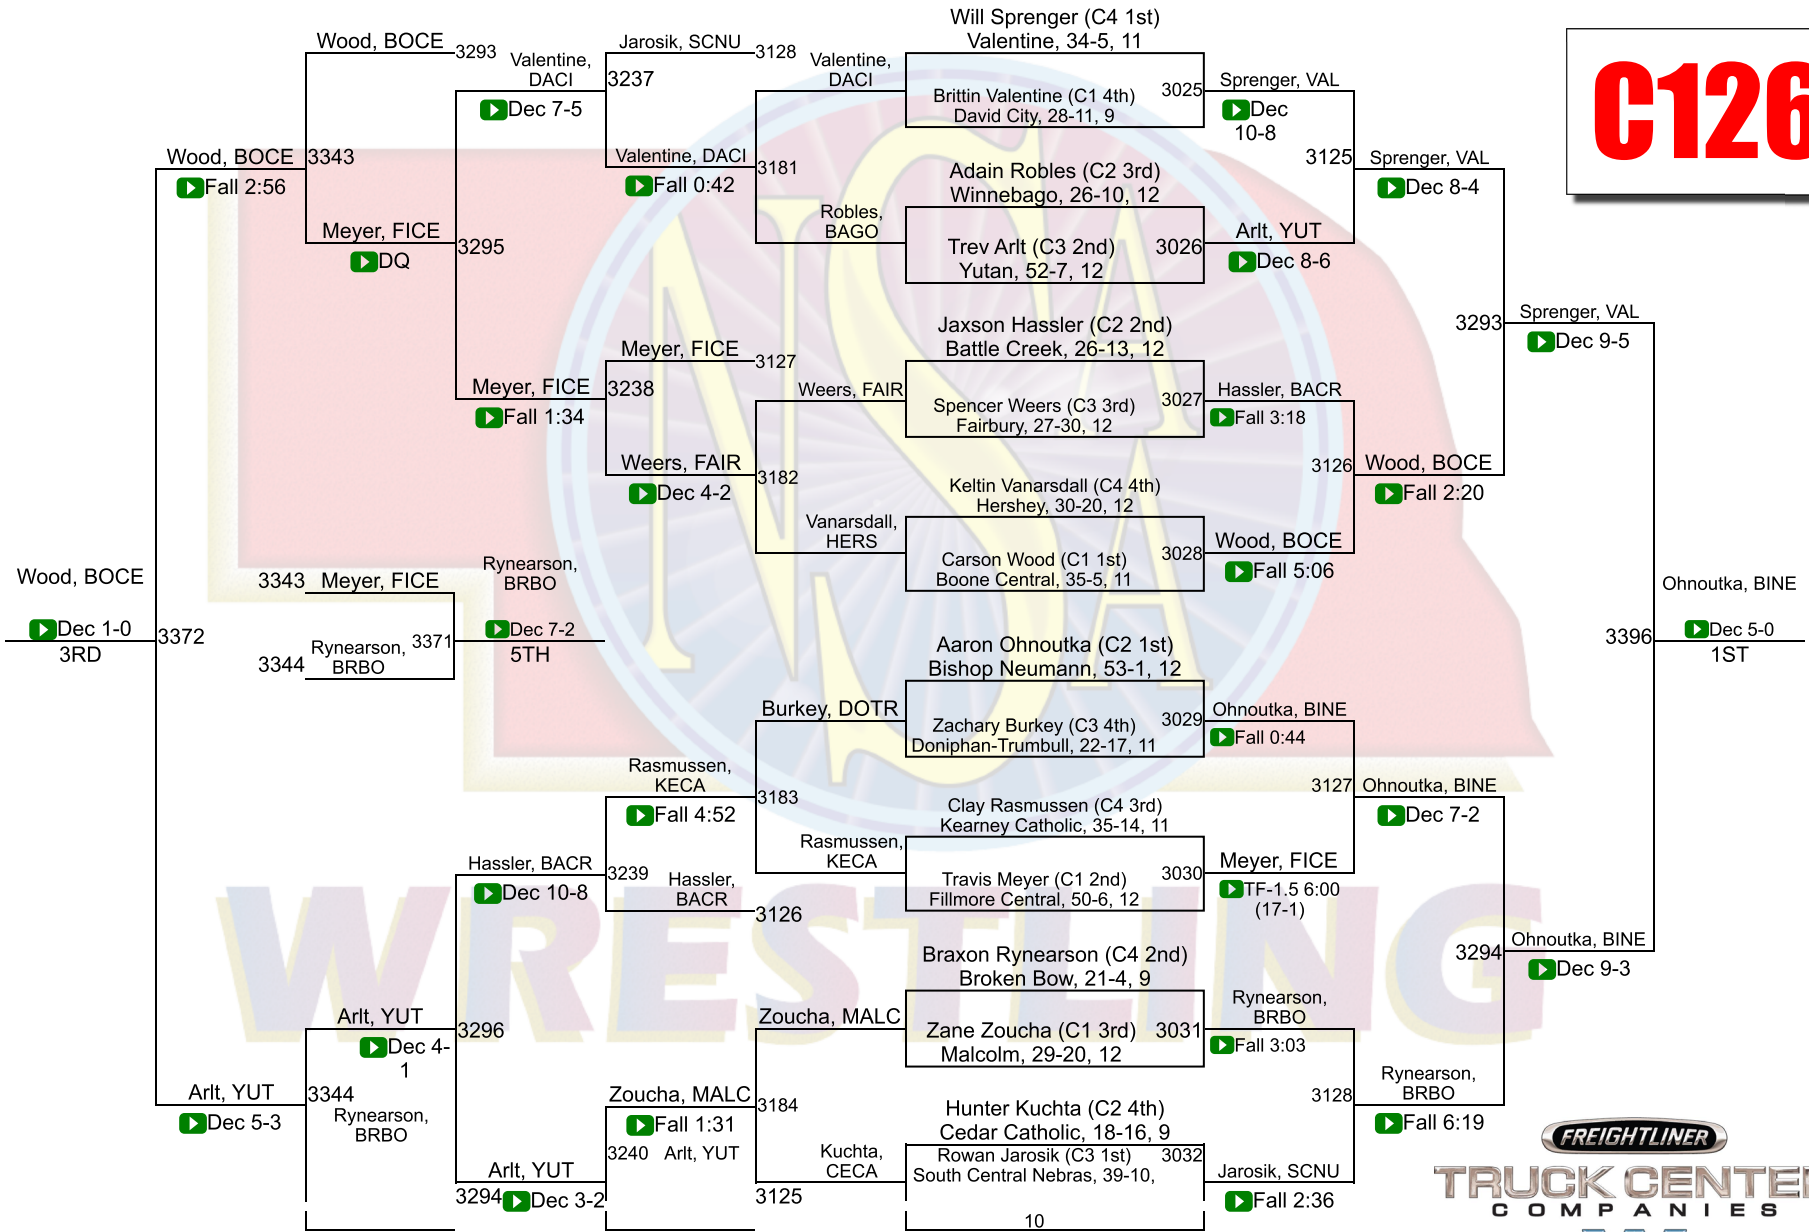 C126
Will Sprenger (C4 1st)
Valentine, 34-5, 11
Brittin Valentine (C1 4th)
David City, 28-11, 9
3025
Adain Robles (C2 3rd)
Winnebago, 26-10, 12
Trev Arlt (C3 2nd)
Yutan, 52-7, 12
3026
Jaxson Hassler (C2 2nd)
Battle Creek, 26-13, 12
Spencer Weers (C3 3rd)
Fairbury, 27-30, 12
3027
Keltin Vanarsdall (C4 4th)
Hershey, 30-20, 12
Carson Wood (C1 1st)
Boone Central, 35-5, 11
3028
Aaron Ohnoutka (C2 1st)
Bishop Neumann, 53-1, 12
Zachary Burkey (C3 4th)
Doniphan-Trumbull, 22-17, 11
3029
Clay Rasmussen (C4 3rd)
Kearney Catholic, 35-14, 11
Travis Meyer (C1 2nd)
Fillmore Central, 50-6, 12
3030
Braxon Rynearson (C4 2nd)
Broken Bow, 21-4, 9
Zane Zoucha (C1 3rd)
Malcolm, 29-20, 12
3031
Hunter Kuchta (C2 4th)
Cedar Catholic, 18-16, 9
Rowan Jarosik (C3 1st)
South Central Nebras, 39-10,
10
3032
Sprenger, VAL
Dec
10-8
Arlt, YUT
Dec 8-6
Hassler, BACR
Fall 3:18
Wood, BOCE
Fall 5:06
Ohnoutka, BINE
Fall 0:44
Meyer, FICE
TF-1.5 6:00
(17-1)
Rynearson,
BRBO
Fall 3:03
Jarosik, SCNU
Fall 2:36
3125
Sprenger, VAL
Dec 8-4
3126
Wood, BOCE
Fall 2:20
3127
Ohnoutka, BINE
Dec 7-2
3128
Rynearson,
BRBO
Fall 6:19
3293
Sprenger, VAL
Dec 9-5
3294
Ohnoutka, BINE
Dec 9-3
3396
Ohnoutka, BINE
Dec 5-0
1ST
Valentine,
DACI
Robles,
BAGO
Weers, FAIR
Vanarsdall,
HERS
Burkey, DOTR
Rasmussen,
KECA
Zoucha, MALC
Kuchta,
CECA
Jarosik, SCNU
3128
Valentine, DACI
3181
Fall 0:42
Meyer, FICE
3127
Weers, FAIR
3182
Dec 4-2
Rasmussen,
KECA
3183
Fall 4:52
Hassler,
BACR
3126
Zoucha, MALC
3184
Fall 1:31
Arlt, YUT
3125
Valentine,
DACI
3237
Dec 7-5
Meyer, FICE
3238
Fall 1:34
Hassler, BACR
3239
Dec 10-8
Arlt, YUT
3240
Dec 3-2
Wood, BOCE
3293
Meyer, FICE
3295
DQ
Arlt, YUT
3296
Dec 4-
1
Rynearson,
BRBO
3294
Wood, BOCE
3343
Fall 2:56
Arlt, YUT
3344
Dec 5-3
Wood, BOCE
3372
Dec 1-0
3RD
3343
Meyer, FICE
3344
Rynearson,
BRBO
3371
Rynearson,
BRBO
Dec 7-2
5TH
NSAA
WRESTLING
FREIGHTLINER
TRUCK CENTER
COMPANIES